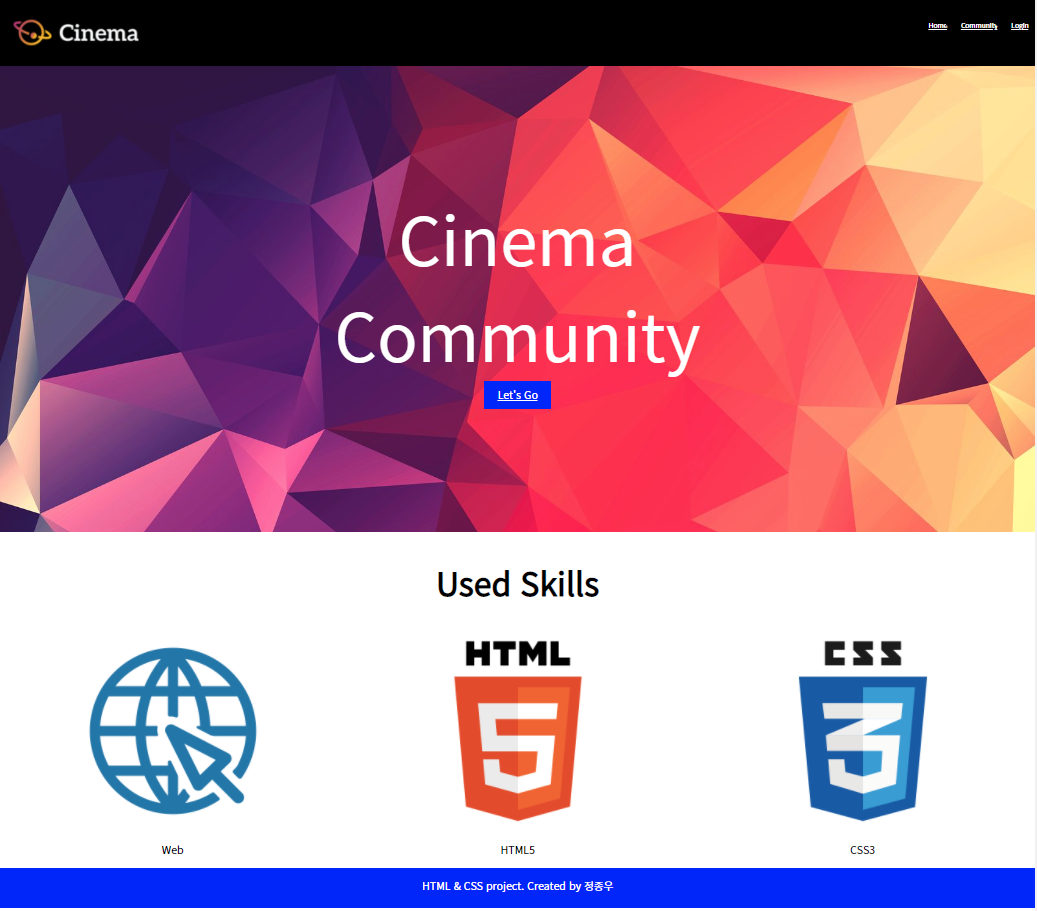 Cinema
Home Community Login
Cinema
Community
Let's Go
Used Skills
HTML
CSS
5
3
Web
HTML5
CSS3
HTML & CSS project. Created by 정종우